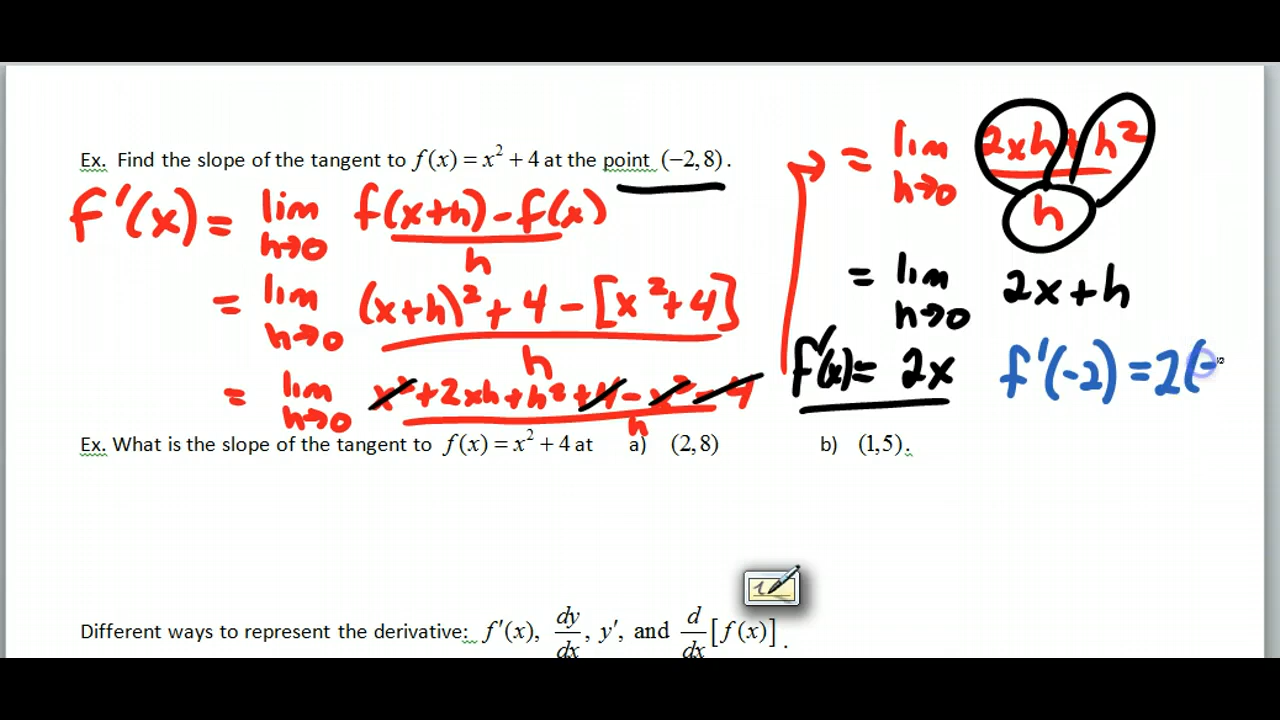 Ex. Find the slope of the tangent to f(x) = x² + 4 at the point (−2, 8).
f'(x) = lim h→0 f(x+h) − f(x) / h
= lim h→0 (x+h)² + 4 − [x² + 4] / h
= lim h→0 x² + 2xh + h² + 4 − x² − 4 / h
= lim h→0 2xh + h² / h
= lim h→0 2x + h
f'(x) = 2x f'(-2) = 2(-
Ex. What is the slope of the tangent to f(x) = x² + 4 at a) (2, 8) b) (1, 5).
Different ways to represent the derivative: f'(x), dy/dx, y', and d/dx [f(x)].